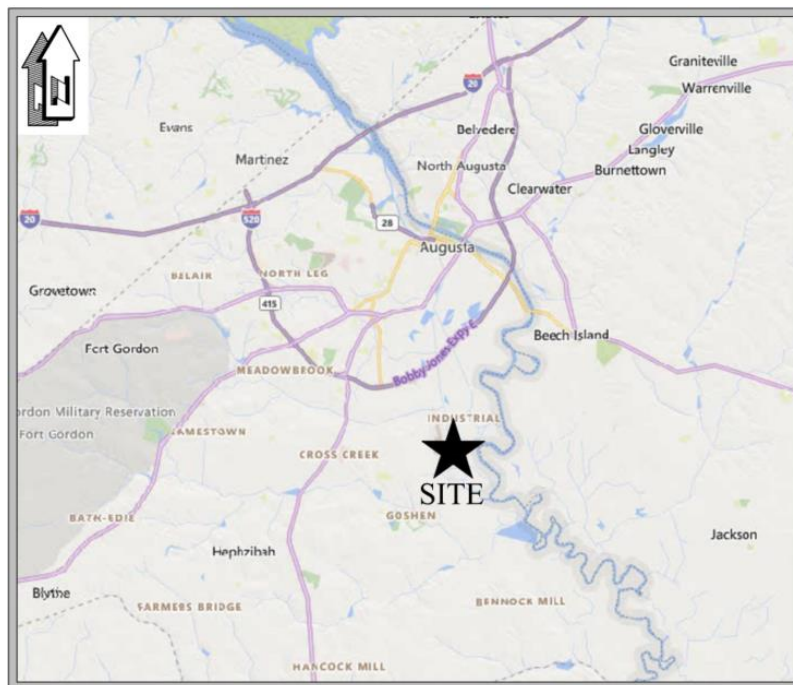 N
Graniteville
20
Warrenville
Evans
Belvedere
Gloverville
Martinez
North Augusta
Langley
Burnettown
Clearwater
20
520
28
Augusta
BELAIR
NORTH LEG
Grovetown
415
Beech Island
Fort Gordon
Bobby Jones Expy E
MEADOWBROOK
ordon Military Reservation
INDUSTRIAL
Fort Gordon
JAMESTOWN
CROSS CREEK
SITE
BATH-EDIE
GOSHEN
Jackson
Hephzibah
Blythe
FARMERS BRIDGE
BENNOCK MILL
HANCOCK MILL